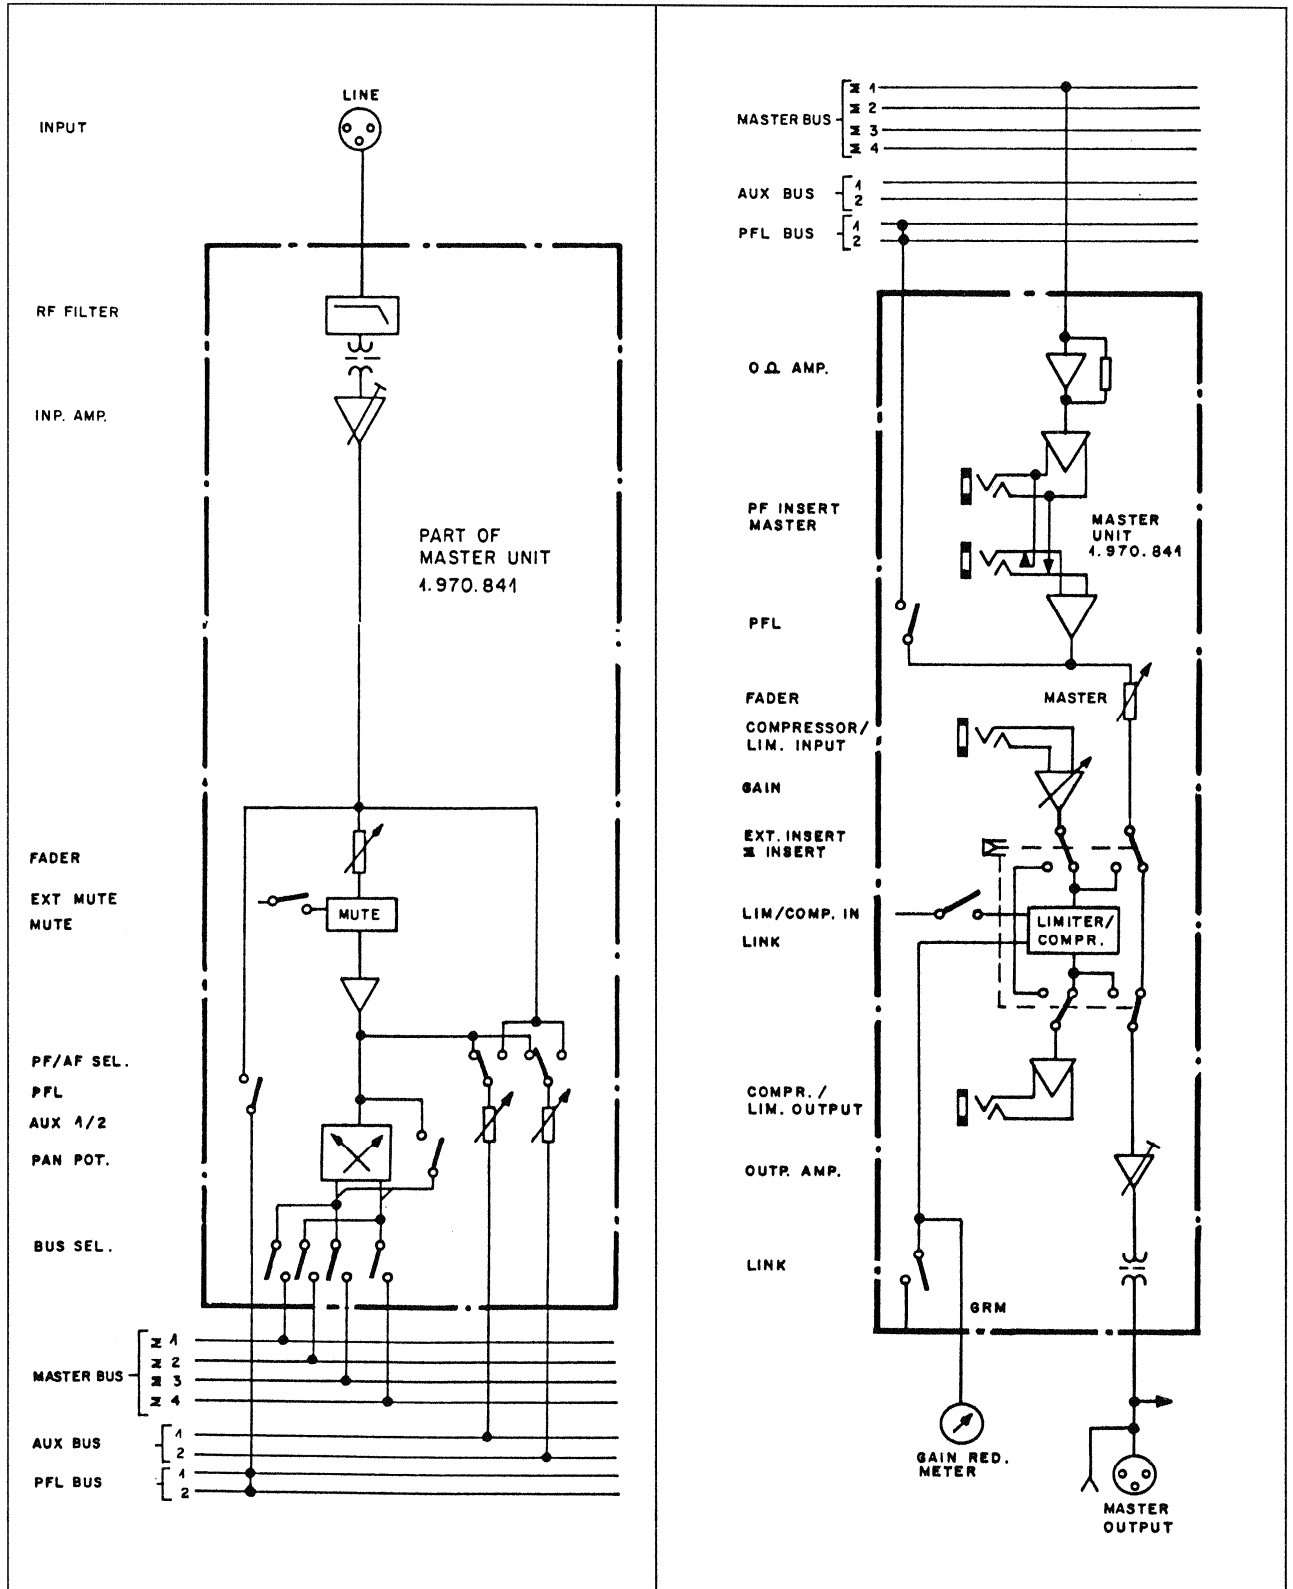 LINE
INPUT
RF FILTER
INP. AMP.
PART OF
MASTER UNIT
1.970.841
FADER
EXT MUTE
MUTE
MUTE
PF/AF SEL.
PFL
AUX 1/2
PAN POT.
BUS SEL.
MASTER BUS
Σ 1
Σ 2
Σ 3
Σ 4
AUX BUS
1
2
PFL BUS
1
2
MASTER BUS
Σ 1
Σ 2
Σ 3
Σ 4
AUX BUS
1
2
PFL BUS
1
2
0 Ω AMP.
PF INSERT
MASTER
MASTER
UNIT
1.970.841
PFL
FADER
MASTER
COMPRESSOR/
LIM. INPUT
GAIN
EXT. INSERT
Σ INSERT
LIM/COMP. IN
LINK
LIMITER/
COMPR.
COMPR./
LIM. OUTPUT
OUTP. AMP.
LINK
GRM
GAIN RED.
METER
MASTER
OUTPUT